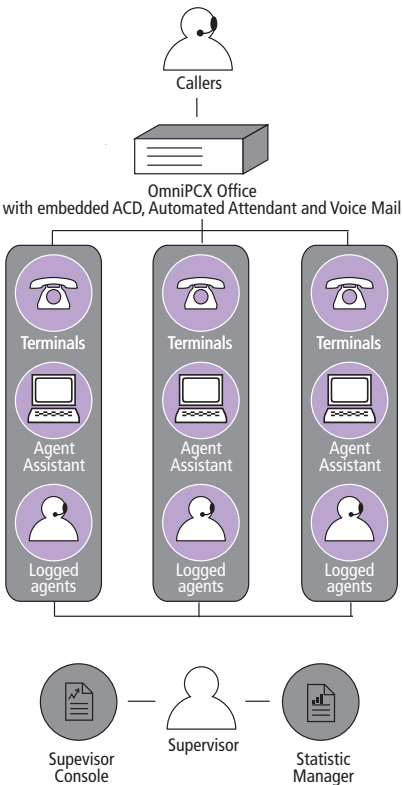 Callers
OmniPCX Office
with embedded ACD, Automated Attendant and Voice Mail
Terminals
Agent
Assistant
Logged
agents
Terminals
Agent
Assistant
Logged
agents
Terminals
Agent
Assistant
Logged
agents
Supevisor
Console
Supervisor
Statistic
Manager